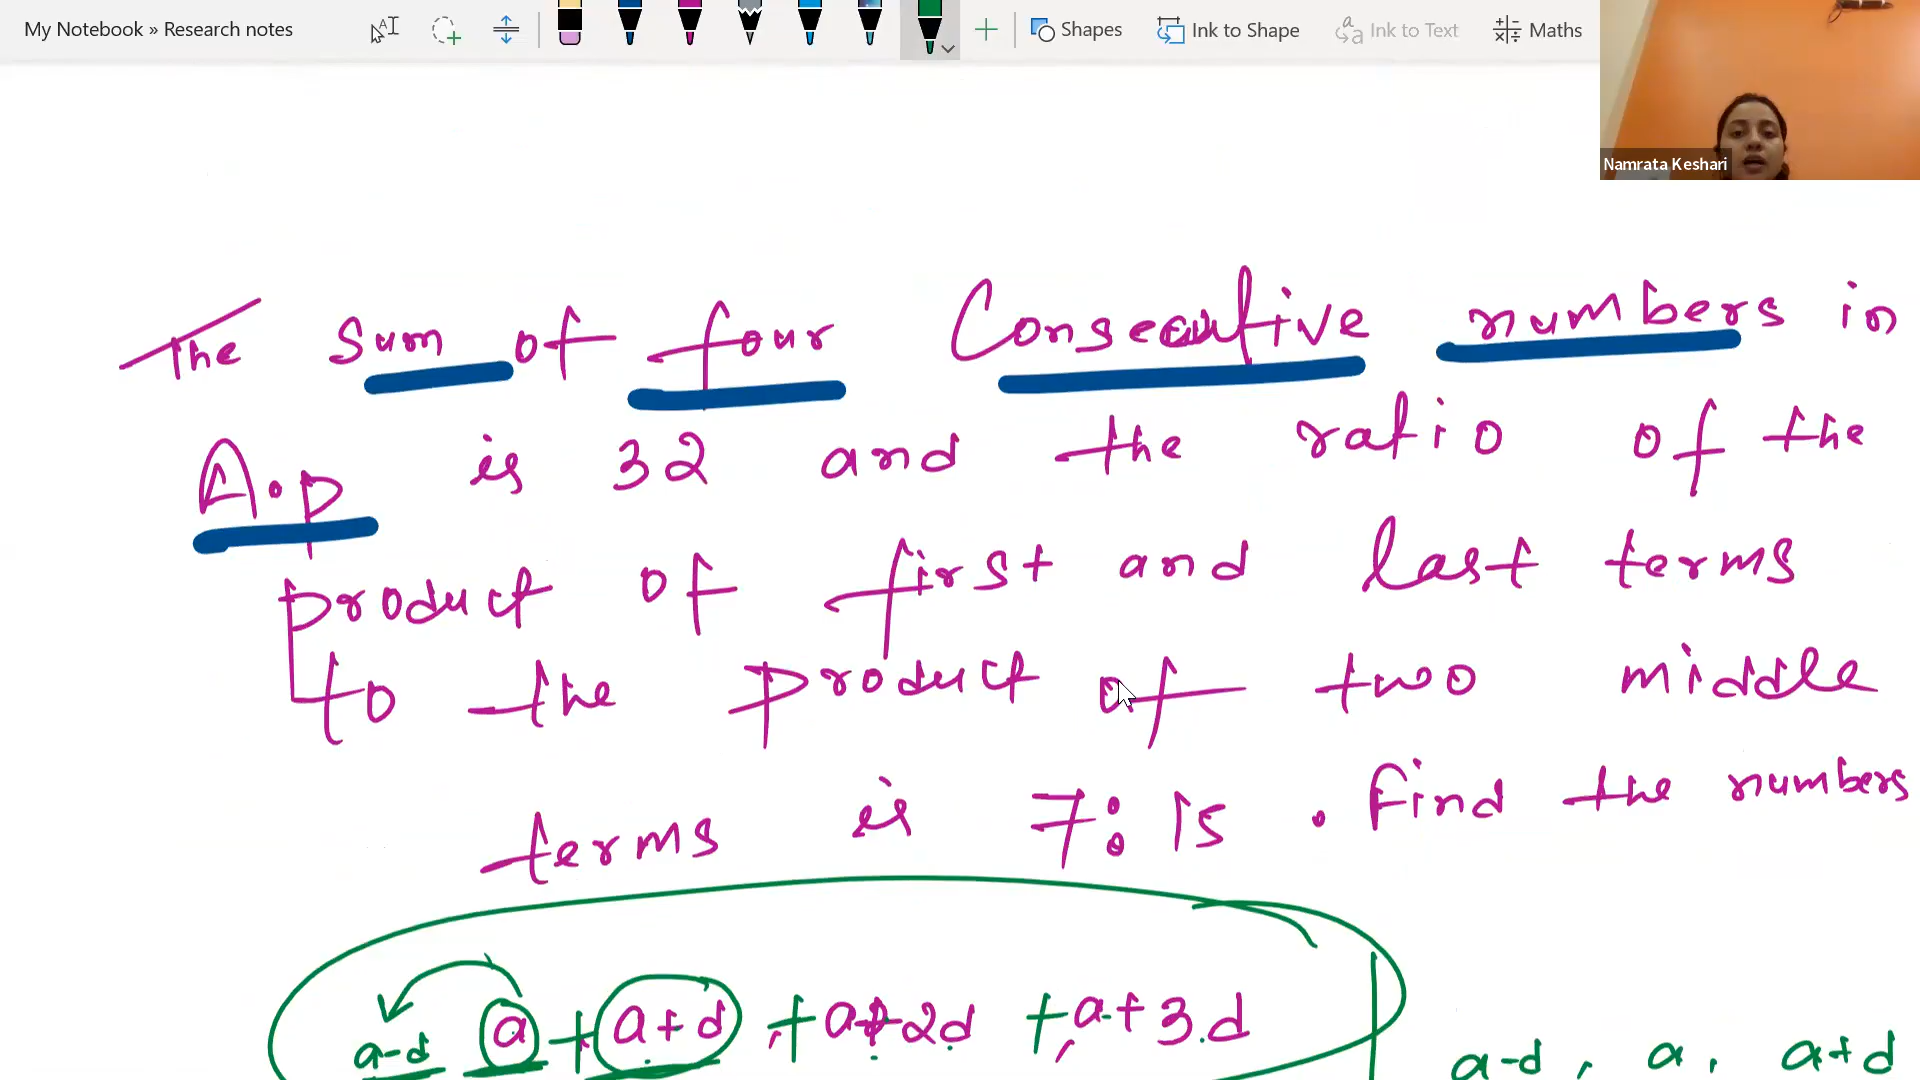 My Notebook » Research notes
Shapes
Ink to Shape
Ink to Text
Maths
Namrata Keshari
The sum of four Consecutive numbers in
A.p is 32 and the ratio of the
product of first and last terms
to the product of two middle
terms is 7:15 . Find the numbers
a-d a + a+d , + a+2d + , a+3d
a-d , a , a+d